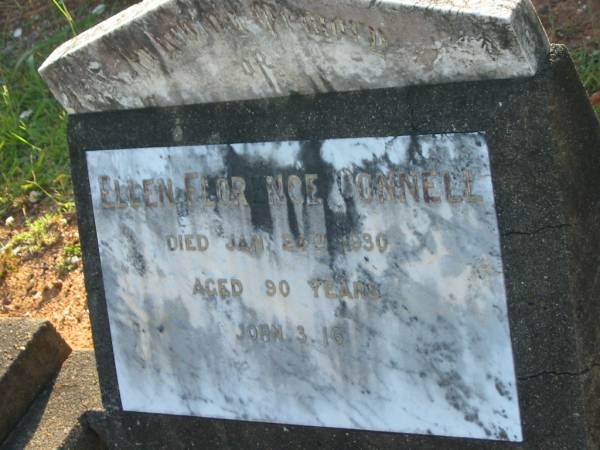 ELLEN FLORENCE CONNELL
DIED JAN. 1930
AGED 90 YEARS
JOHN 3.16